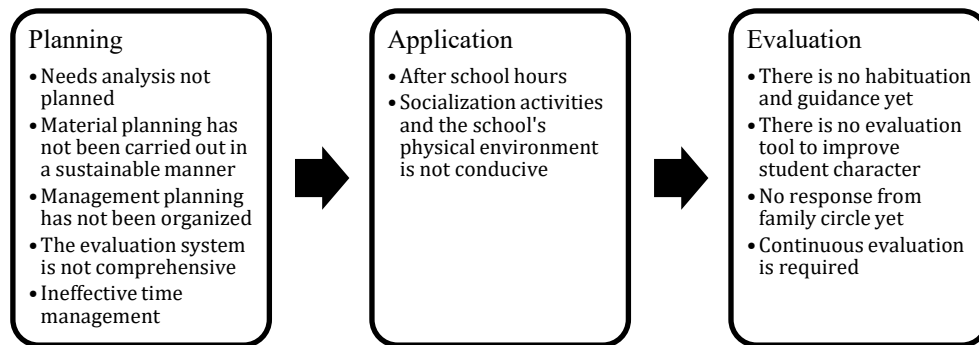 Planning
• Needs analysis not
planned
• Material planning has
not been carried out in
a sustainable manner
• Management planning
has not been organized
• The evaluation system
is not comprehensive
• Ineffective time
management
Application
• After school hours
• Socialization activities
and the school's
physical environment
is not conducive
Evaluation
• There is no habituation
and guidance yet
• There is no evaluation
tool to improve
student character
• No response from
family circle yet
• Continuous evaluation
is required